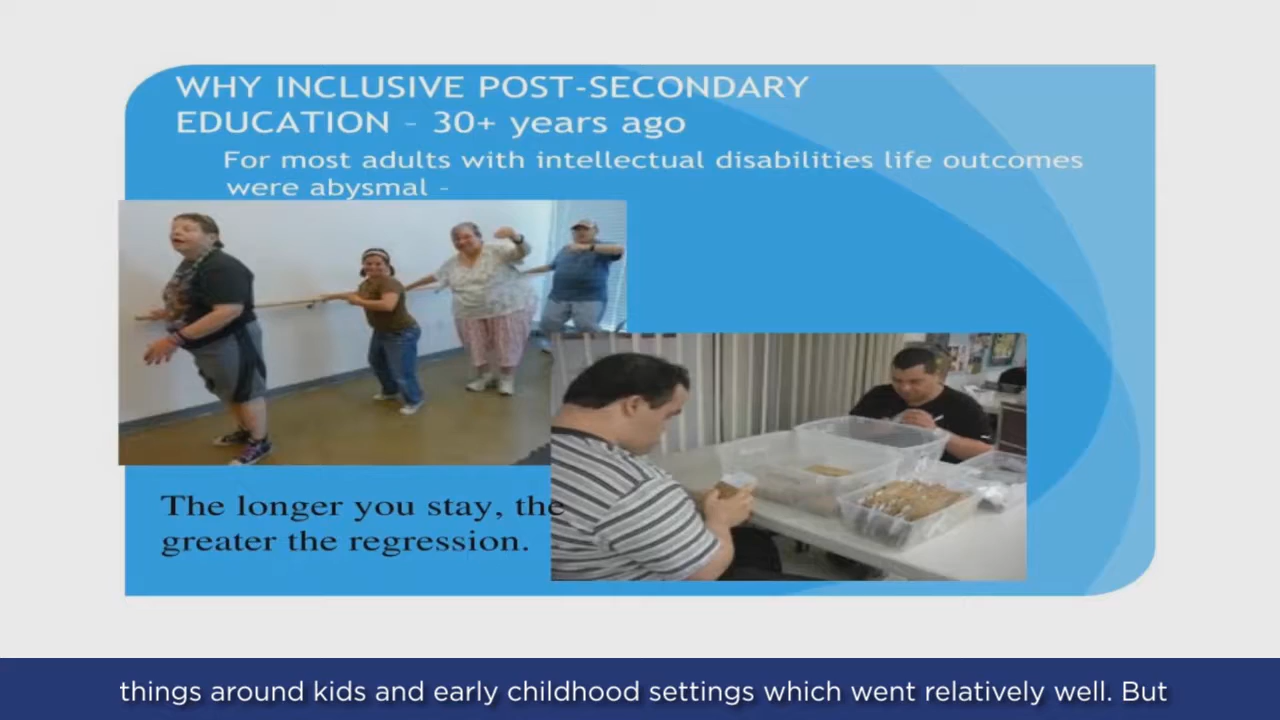 WHY INCLUSIVE POST-SECONDARY
EDUCATION - 30+ years ago
For most adults with intellectual disabilities life outcomes
were abysmal -
The longer you stay, the
greater the regression.
things around kids and early childhood settings which went relatively well. But